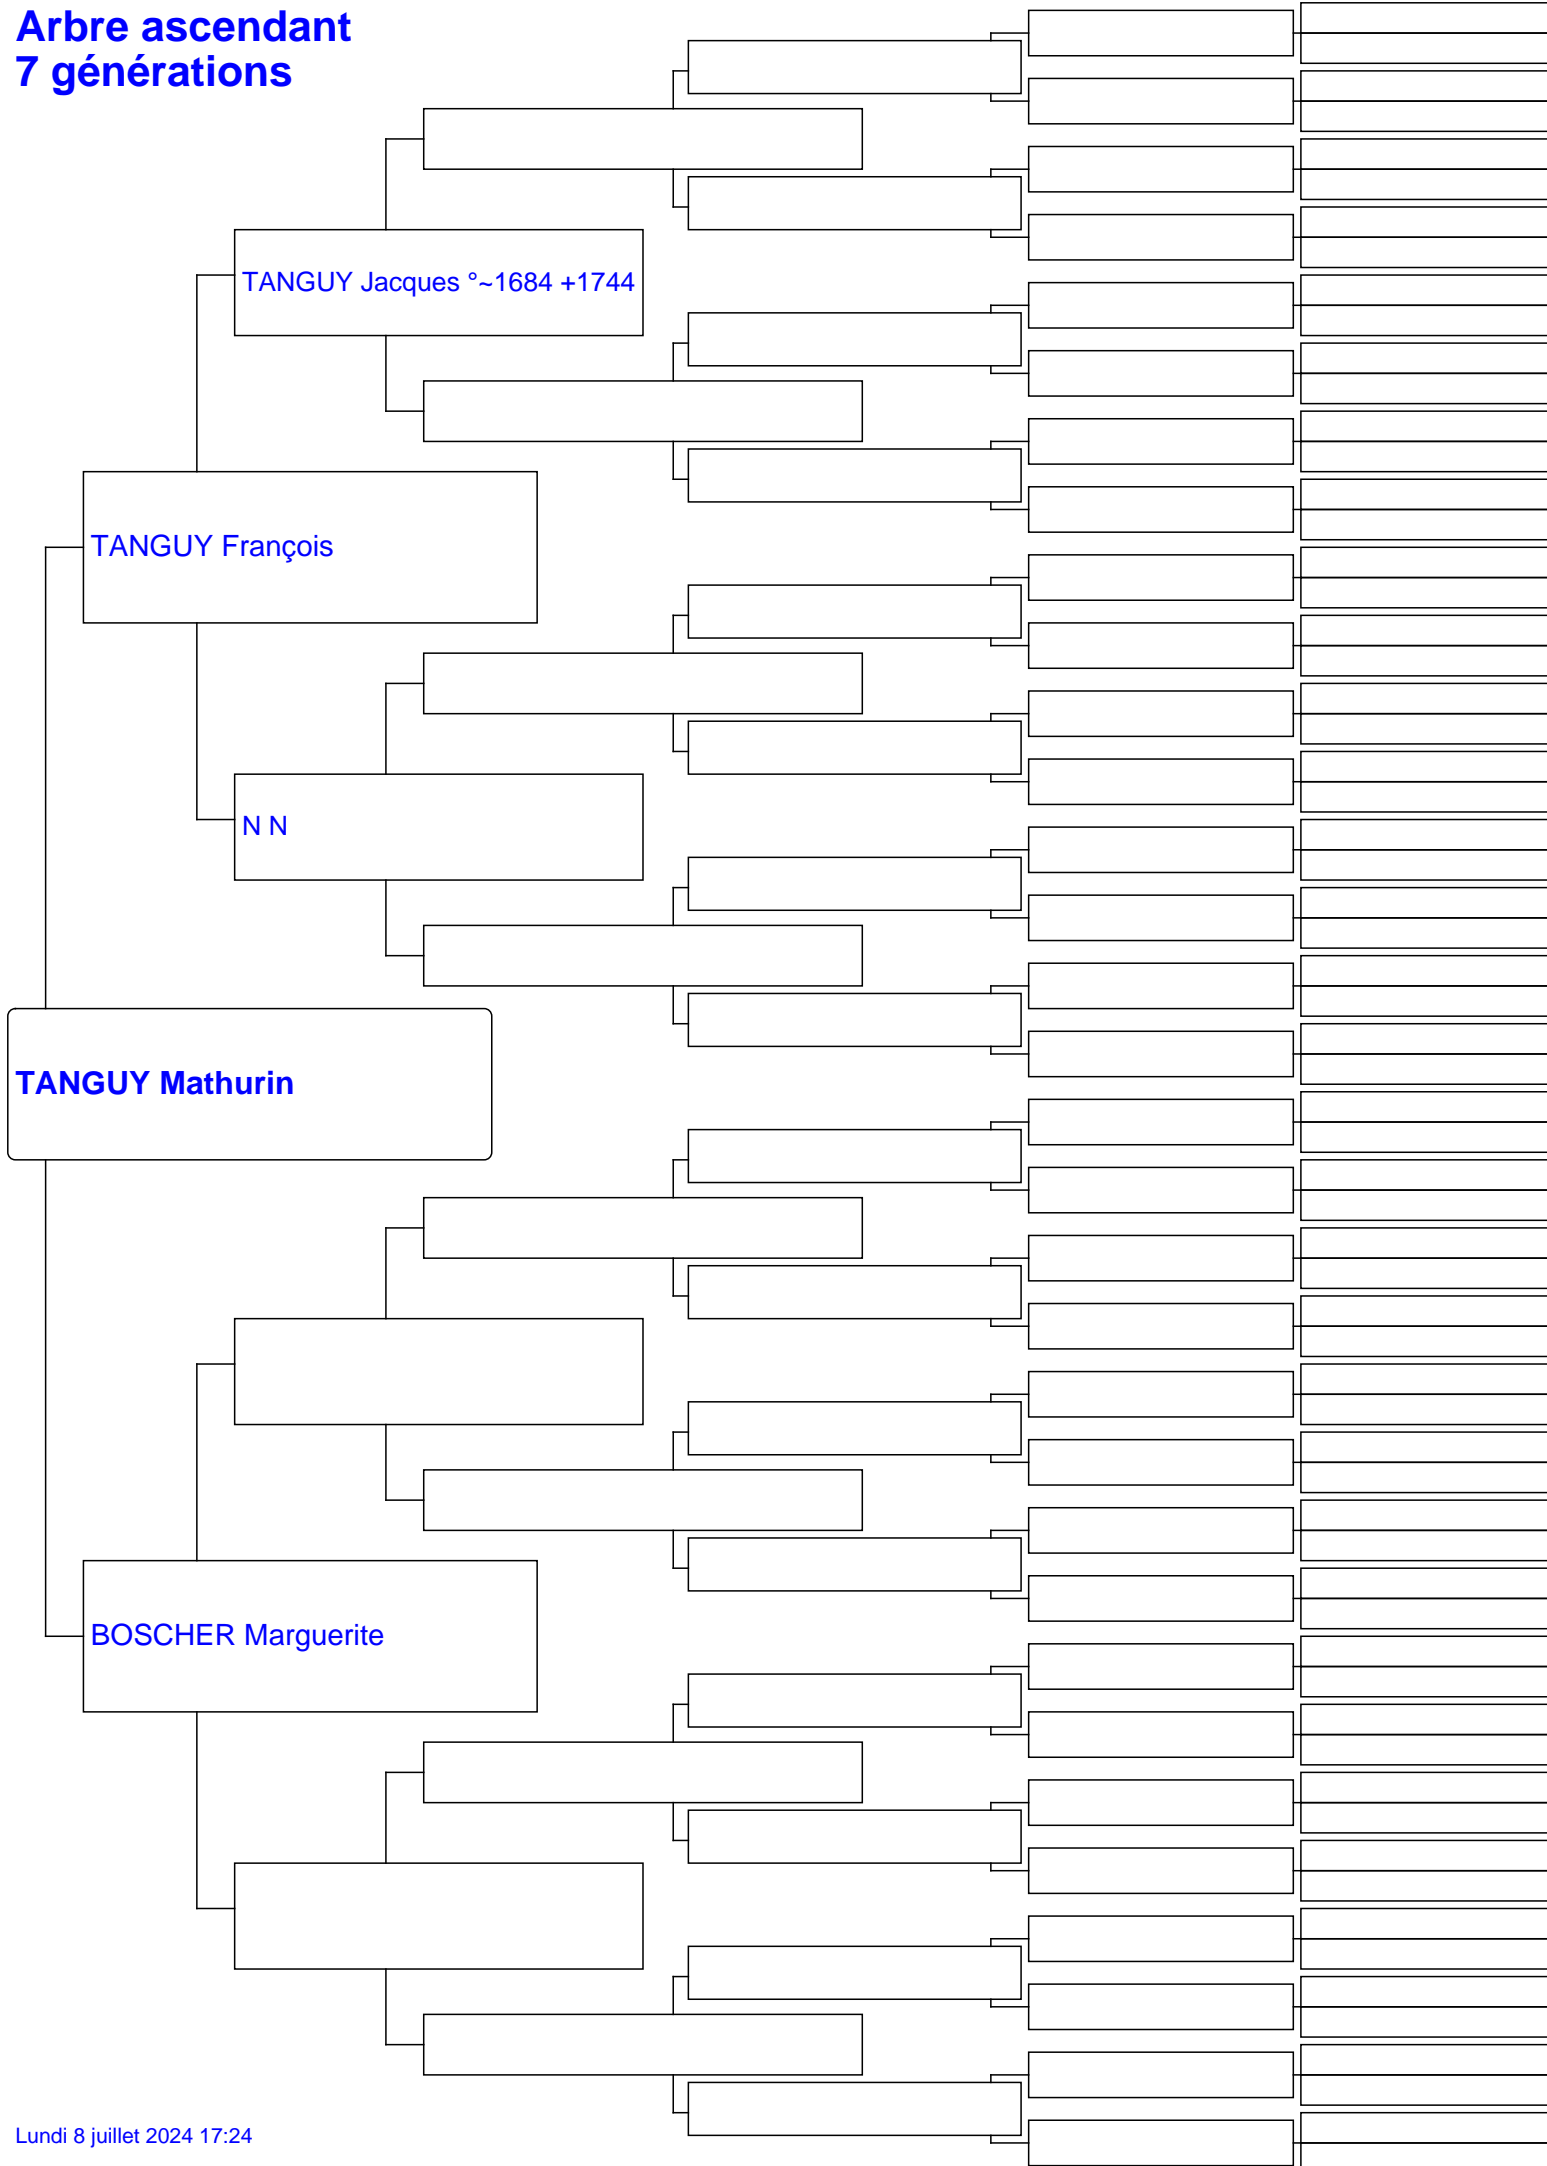 Arbre ascendant
7 générations
TANGUY Jacques °~1684 +1744
TANGUY François
N N
TANGUY Mathurin
BOSCHER Marguerite
Lundi 8 juillet 2024 17:24